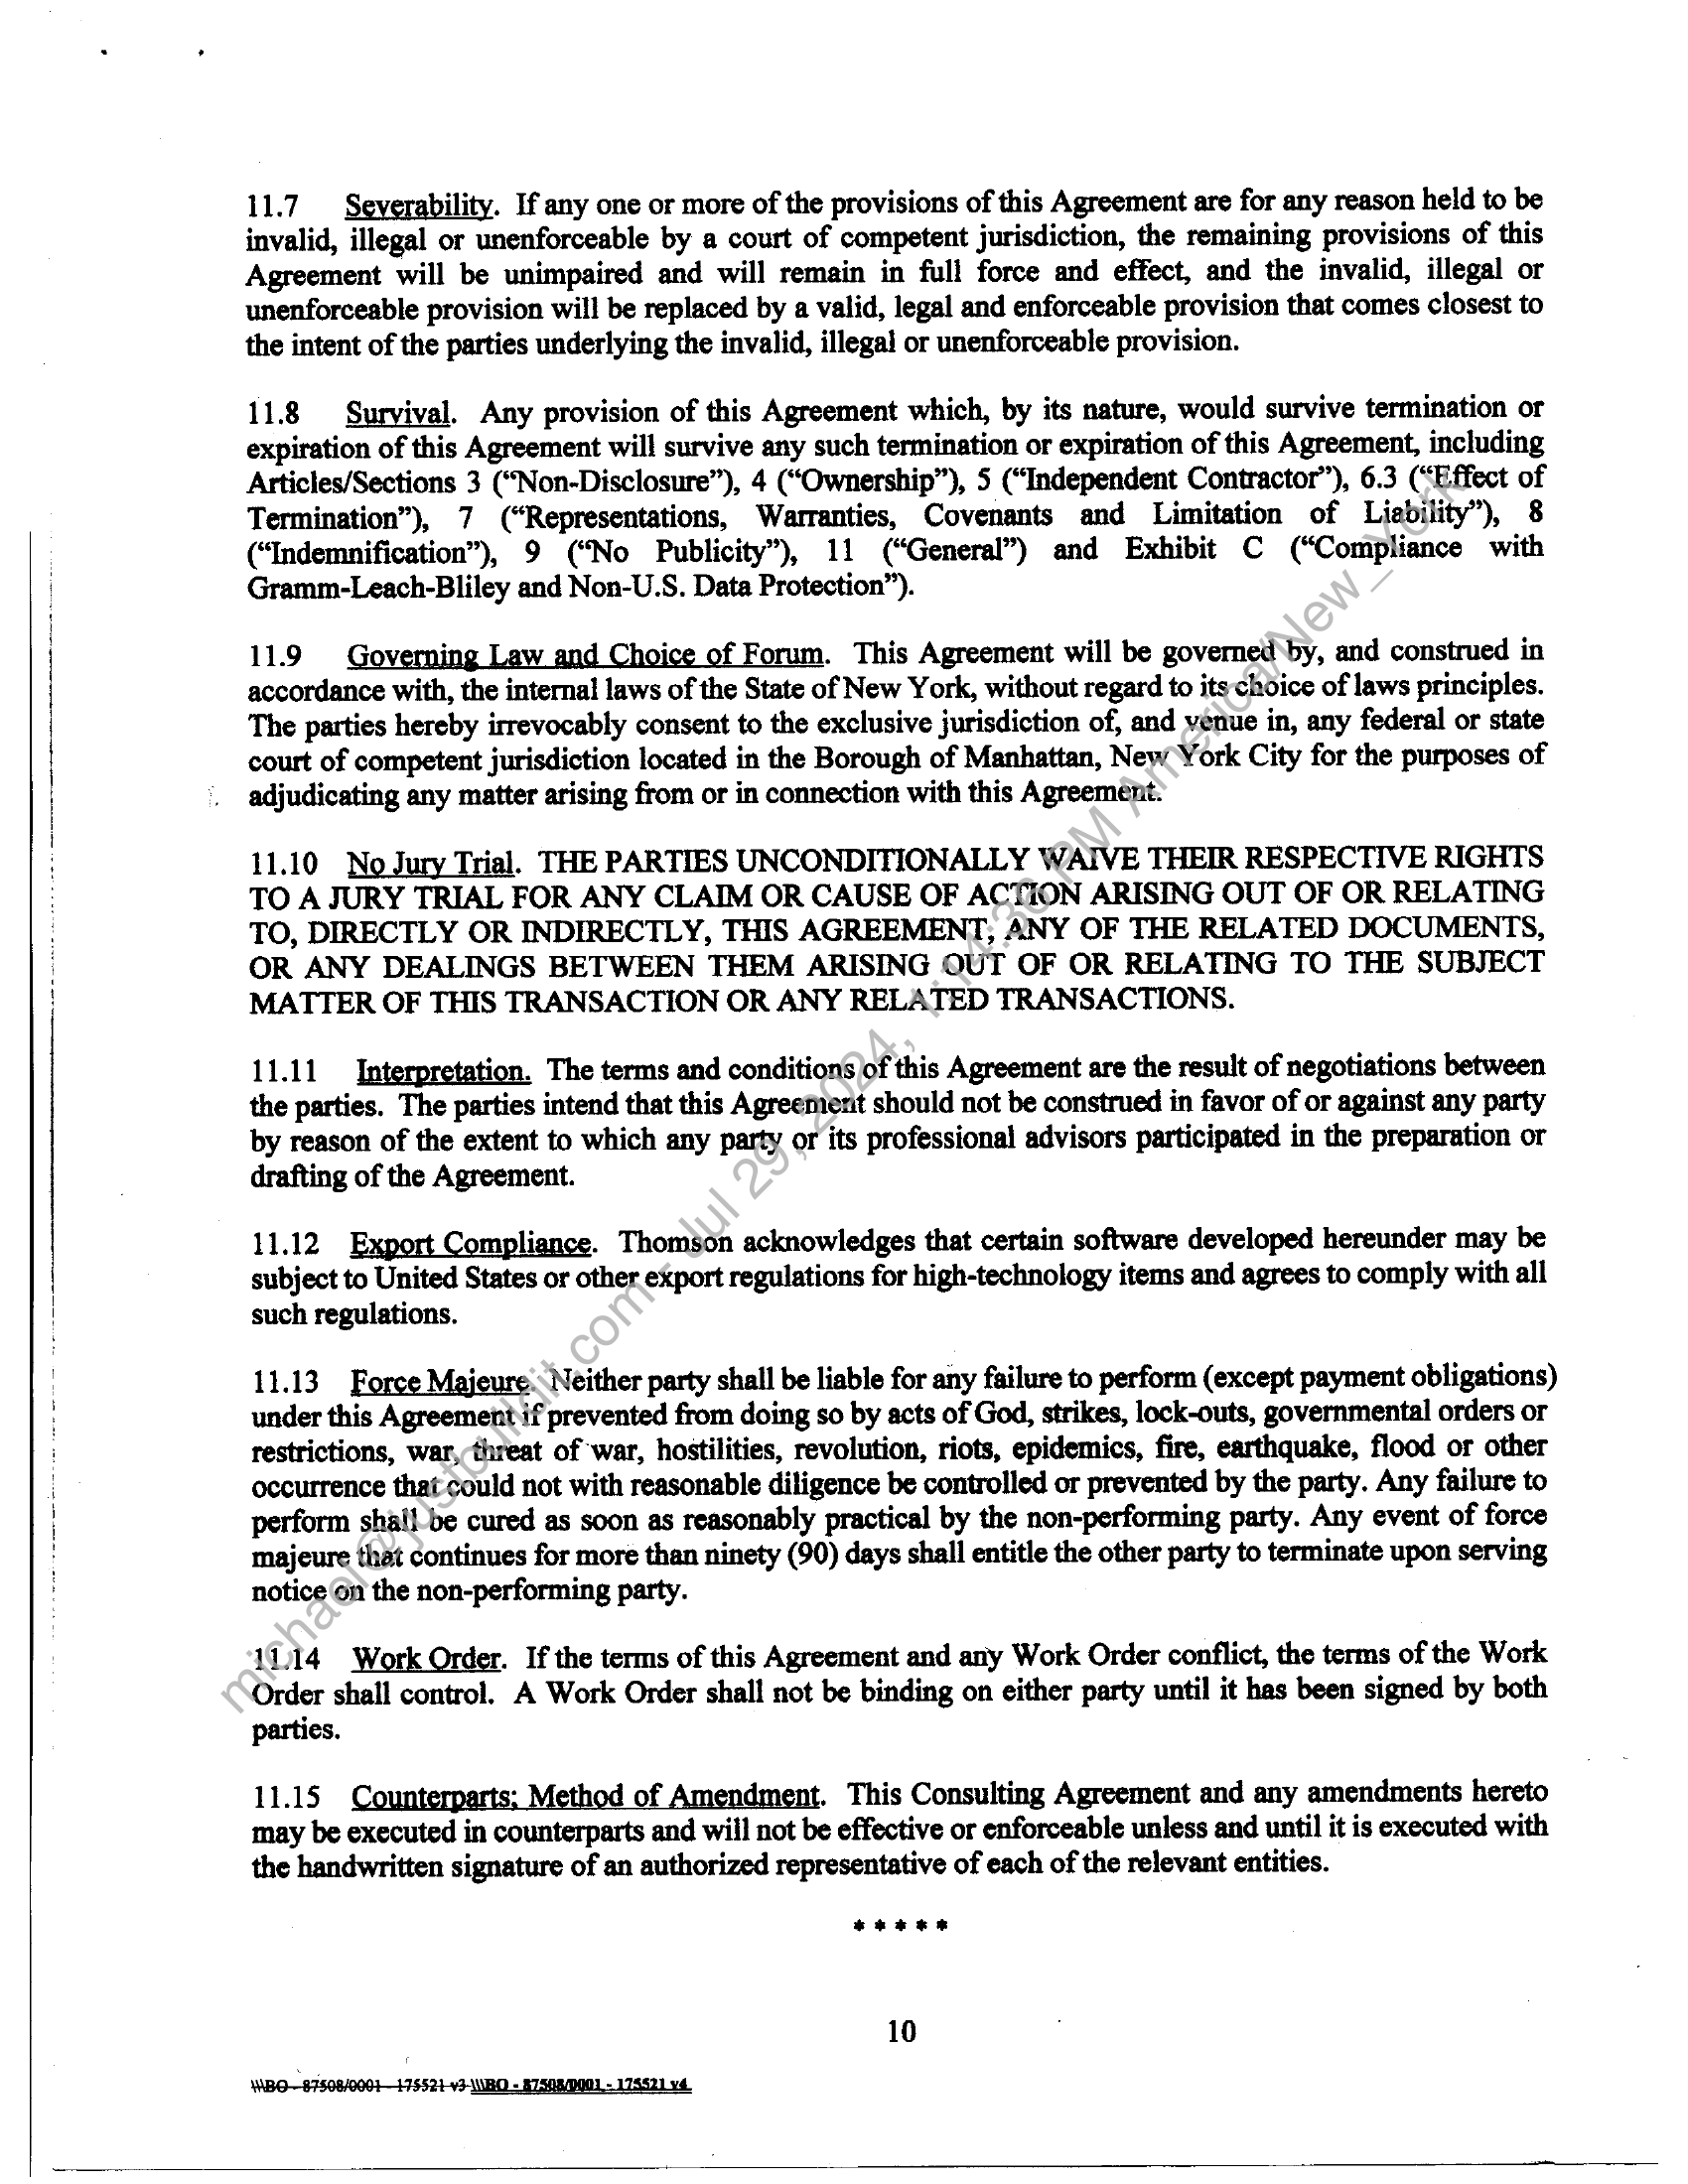 11.7 Severability. If any one or more of the provisions of this Agreement are for any reason held to be
invalid, illegal or unenforceable by a court of competent jurisdiction, the remaining provisions of this
Agreement will be unimpaired and will remain in full force and effect, and the invalid, illegal or
unenforceable provision will be replaced by a valid, legal and enforceable provision that comes closest to
the intent of the parties underlying the invalid, illegal or unenforceable provision.
11.8 Survival. Any provision of this Agreement which, by its nature, would survive termination or
expiration of this Agreement will survive any such termination or expiration of this Agreement, including
Articles/Sections 3 (“Non-Disclosure”), 4 (“Ownership”), 5 (“Independent Contractor”), 6.3 (“Effect of
Termination”), 7 (“Representations, Warranties, Covenants and Limitation of Liability”), 8
(“Indemnification”), 9 (“No Publicity”), 11 (“General”) and Exhibit C (“Compliance with
Gramm-Leach-Bliley and Non-U.S. Data Protection”).
11.9 Governing Law and Choice of Forum. This Agreement will be governed by, and construed in
accordance with, the internal laws of the State of New York, without regard to its choice of laws principles.
The parties hereby irrevocably consent to the exclusive jurisdiction of, and venue in, any federal or state
court of competent jurisdiction located in the Borough of Manhattan, New York City for the purposes of
adjudicating any matter arising from or in connection with this Agreement.
11.10 No Jury Trial. THE PARTIES UNCONDITIONALLY WAIVE THEIR RESPECTIVE RIGHTS
TO A JURY TRIAL FOR ANY CLAIM OR CAUSE OF ACTION ARISING OUT OF OR RELATING
TO, DIRECTLY OR INDIRECTLY, THIS AGREEMENT, ANY OF THE RELATED DOCUMENTS,
OR ANY DEALINGS BETWEEN THEM ARISING OUT OF OR RELATING TO THE SUBJECT
MATTER OF THIS TRANSACTION OR ANY RELATED TRANSACTIONS.
11.11 Interpretation. The terms and conditions of this Agreement are the result of negotiations between
the parties. The parties intend that this Agreement should not be construed in favor of or against any party
by reason of the extent to which any party or its professional advisors participated in the preparation or
drafting of the Agreement.
11.12 Export Compliance. Thomson acknowledges that certain software developed hereunder may be
subject to United States or other export regulations for high-technology items and agrees to comply with all
such regulations.
11.13 Force Majeure. Neither party shall be liable for any failure to perform (except payment obligations)
under this Agreement if prevented from doing so by acts of God, strikes, lock-outs, governmental orders or
restrictions, war, threat of war, hostilities, revolution, riots, epidemics, fire, earthquake, flood or other
occurrence that could not with reasonable diligence be controlled or prevented by the party. Any failure to
perform shall be cured as soon as reasonably practical by the non-performing party. Any event of force
majeure that continues for more than ninety (90) days shall entitle the other party to terminate upon serving
notice on the non-performing party.
11.14 Work Order. If the terms of this Agreement and any Work Order conflict, the terms of the Work
Order shall control. A Work Order shall not be binding on either party until it has been signed by both
parties.
11.15 Counterparts; Method of Amendment. This Consulting Agreement and any amendments hereto
may be executed in counterparts and will not be effective or enforceable unless and until it is executed with
the handwritten signature of an authorized representative of each of the relevant entities.
* * * * *
10
\\\BO - 87508/0001 - 175521 v3 \\\BO - 87508/0001 - 175521 v4
michael@justbuildit.com - Jul 29, 2024, 1:14:36 PM America/New_York